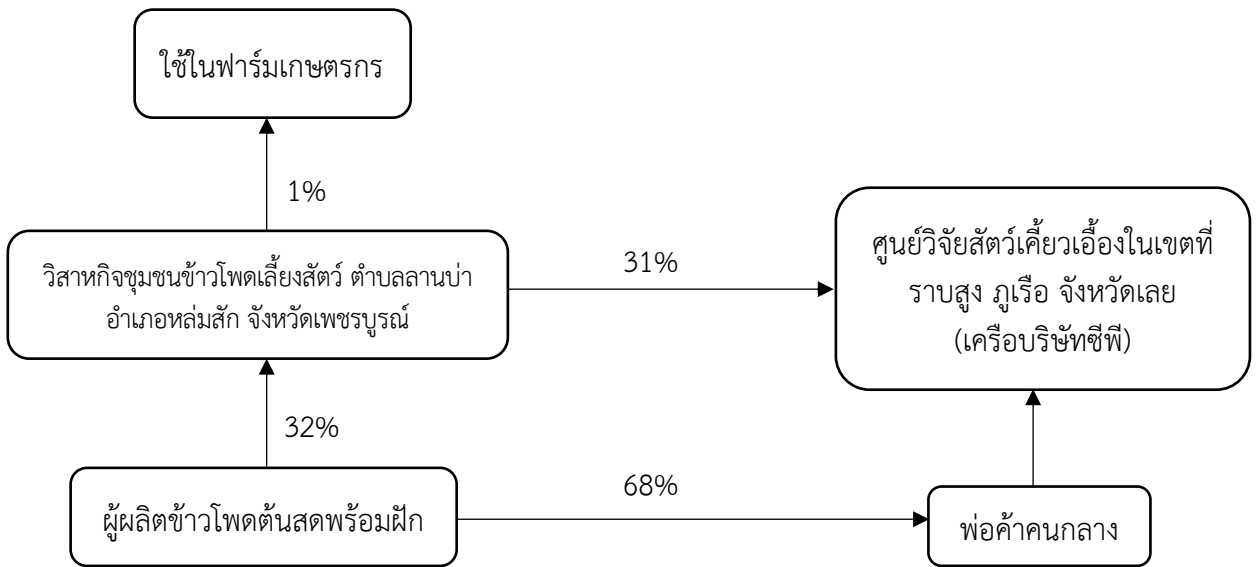 ใช้ในฟาร์มเกษตรกร
1%
วิสาหกิจชุมชนข้าวโพดเลี้ยงสัตว์ ตำบลลานบ่า
อำเภอหล่มสัก จังหวัดเพชรบูรณ์
31%
ศูนย์วิจัยสัตว์เคี้ยวเอื้องในเขตที่
ราบสูง ภูเรือ จังหวัดเลย
(เครือบริษัทซีพี)
32%
ผู้ผลิตข้าวโพดต้นสดพร้อมฝัก
68%
พ่อค้าคนกลาง